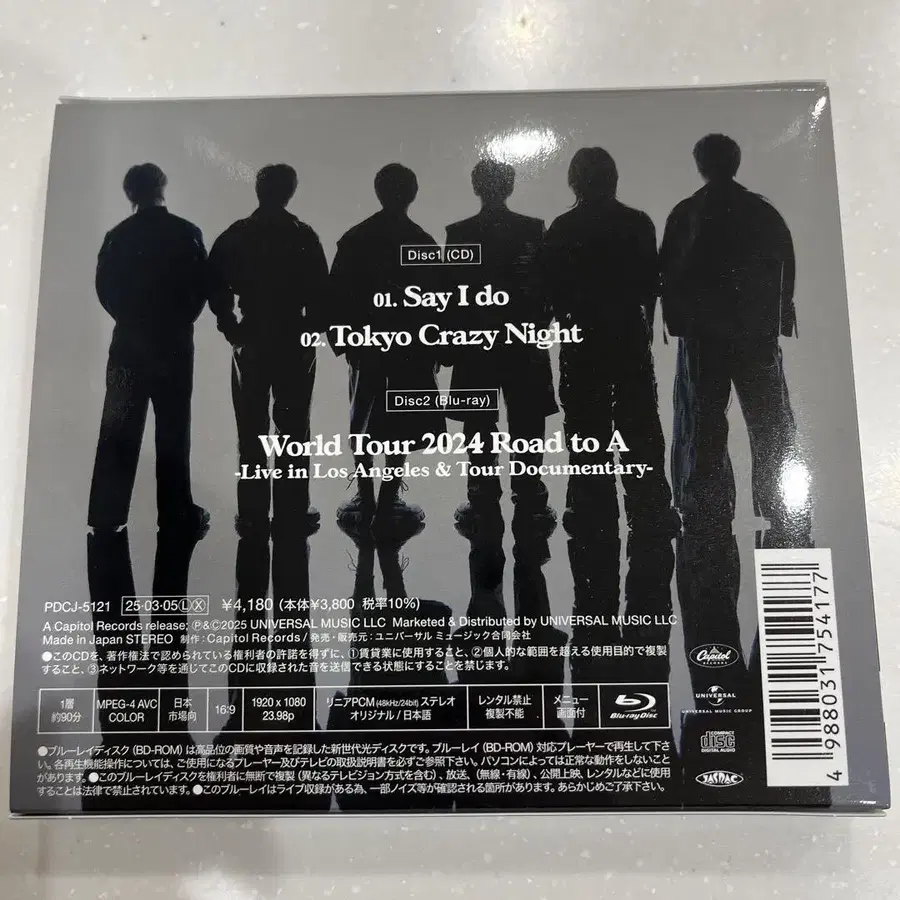 Disc1 (CD)
01. Say I do
02. Tokyo Crazy Night
Disc2 (Blu-ray)
World Tour 2024 Road to A
-Live in Los Angeles & Tour Documentary-
PDCJ-5121 25·03·05ⓁⓍ ¥4,180 (本体¥3,800 税率10%)
A Capitol Records release; ℗&©2025 UNIVERSAL MUSIC LLC Marketed & Distributed by UNIVERSAL MUSIC LLC
Made in Japan STEREO 制作:Capitol Records / 発売・販売元:ユニバーサル ミュージック合同会社
●このCDを、著作権法で認められている権利者の許諾を得ずに、①賃貸業に使用すること、②個人的な範囲を超える使用目的で複製
すること、③ネットワーク等を通じてこのCDに収録された音を送信できる状態にすることを禁じます。
1層 約90分
MPEG-4 AVC COLOR
日本市場向
16:9
1920 x 1080 23.98p
リニアPCM (48kHz/24bit) ステレオ オリジナル / 日本語
レンタル禁止 複製不能
メニュー画面付
Blu-ray Disc
●ブルーレイディスク (BD-ROM) は高品位の画質や音声を記録した新世代光ディスクです。ブルーレイ (BD-ROM) 対応プレーヤーで再生して下さ
い。各再生機能操作については、ご使用になるプレーヤー及びテレビの取扱説明書を必ずご参照下さい。パソコンによっては正常な動作をしないこと
があります。●このブルーレイディスクを権利者に無断で複製 (異なるテレビジョン方式を含む)、放送、(無線・有線)、公開上映、レンタルなどに使用
することは法律で禁止されています。●このブルーレイはライブ収録がある為、一部ノイズ等が確認される箇所があります。あらかじめご了承下さい。
Capitol
RECORDS
UNIVERSAL
UNIVERSAL MUSIC GROUP
COMPACT
disc
DIGITAL AUDIO
JASRAC
4 988031 754177